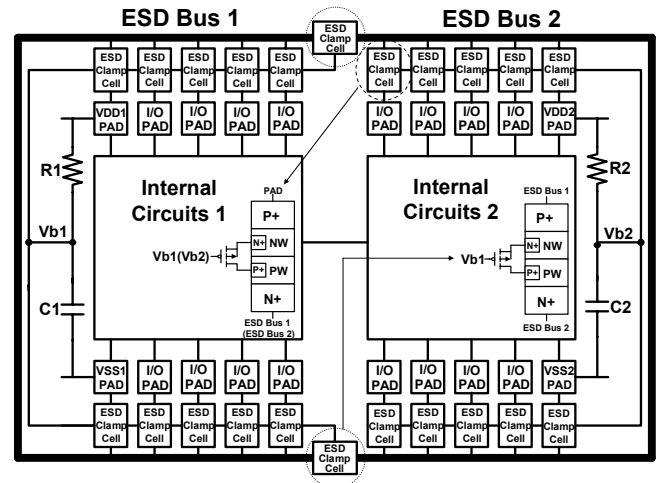 ESD Bus 1
ESD Bus 2
ESD
Clamp
Cell
ESD
Clamp
Cell
ESD
Clamp
Cell
ESD
Clamp
Cell
ESD
Clamp
Cell
ESD
Clamp
Cell
ESD
Clamp
Cell
ESD
Clamp
Cell
ESD
Clamp
Cell
ESD
Clamp
Cell
ESD
Clamp
Cell
VDD1
PAD
I/O
PAD
I/O
PAD
I/O
PAD
I/O
PAD
I/O
PAD
I/O
PAD
I/O
PAD
I/O
PAD
VDD2
PAD
R1
Internal
Circuits 1
PAD
P+
N+ NW
P+ PW
N+
Vb1(Vb2)
ESD Bus 1
(ESD Bus 2)
Internal
Circuits 2
ESD Bus 1
P+
N+ NW
P+ PW
N+
Vb1
ESD Bus 2
R2
Vb1
Vb2
C1
C2
VSS1
PAD
I/O
PAD
I/O
PAD
I/O
PAD
I/O
PAD
I/O
PAD
I/O
PAD
I/O
PAD
I/O
PAD
VSS2
PAD
ESD
Clamp
Cell
ESD
Clamp
Cell
ESD
Clamp
Cell
ESD
Clamp
Cell
ESD
Clamp
Cell
ESD
Clamp
Cell
ESD
Clamp
Cell
ESD
Clamp
Cell
ESD
Clamp
Cell
ESD
Clamp
Cell
ESD
Clamp
Cell